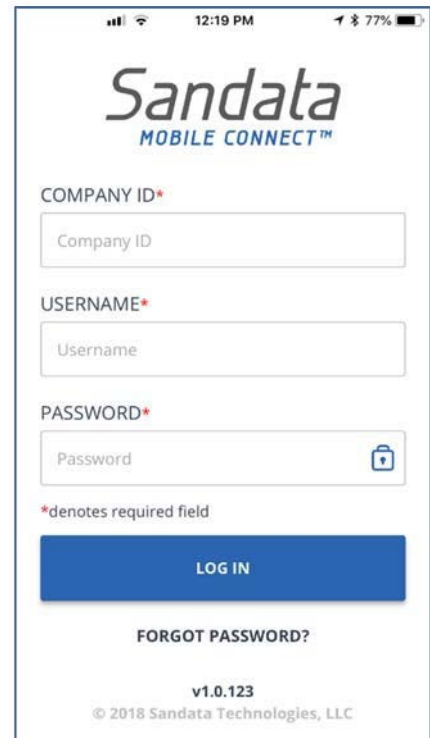 12:19 PM 77%
Sandata
MOBILE CONNECT™
COMPANY ID*
Company ID
USERNAME*
Username
PASSWORD*
Password
*denotes required field
LOG IN
FORGOT PASSWORD?
v1.0.123
© 2018 Sandata Technologies, LLC